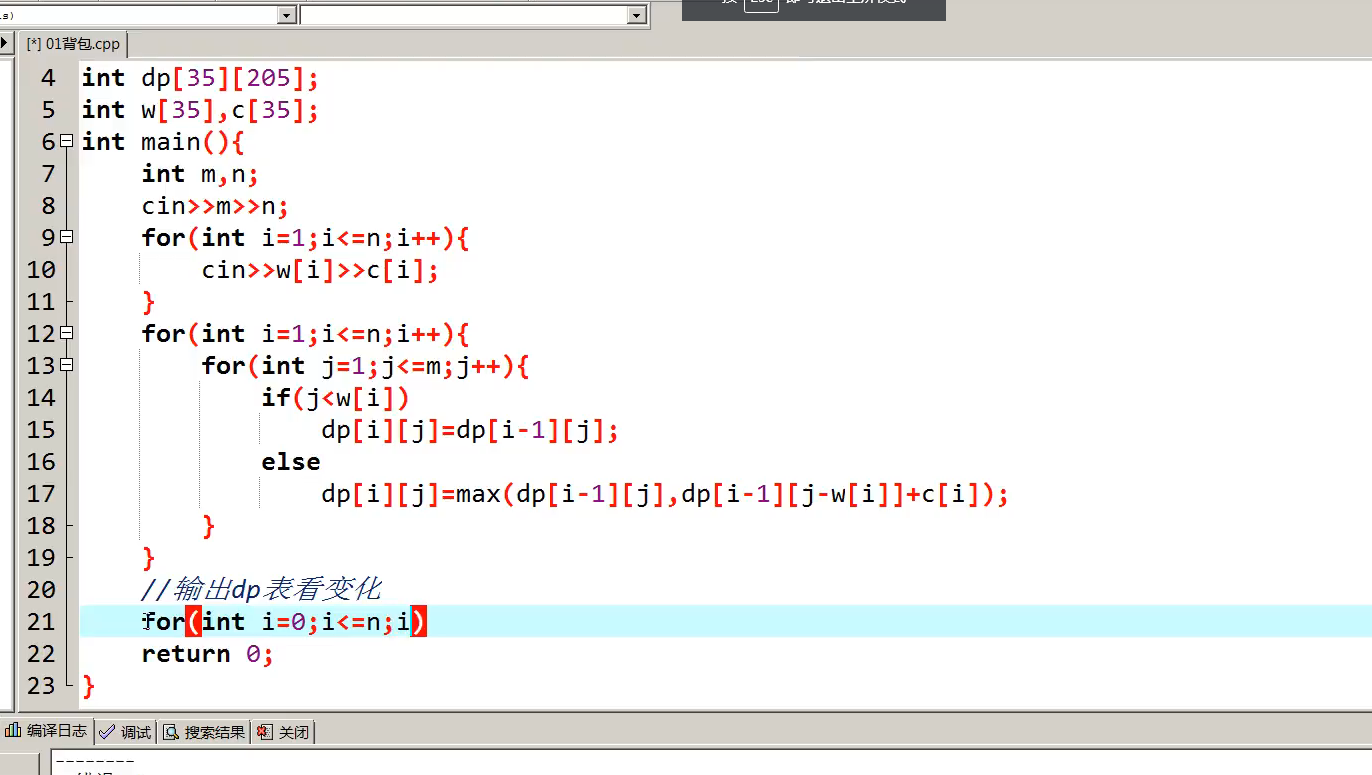 s)
[*] 01背包.cpp
4 int dp[35][205];
5 int w[35],c[35];
6 int main(){
7 int m,n;
8 cin>>m>>n;
9 for(int i=1;i<=n;i++){
10 cin>>w[i]>>c[i];
11 }
12 for(int i=1;i<=n;i++){
13 for(int j=1;j<=m;j++){
14 if(j<w[i])
15 dp[i][j]=dp[i-1][j];
16 else
17 dp[i][j]=max(dp[i-1][j],dp[i-1][j-w[i]]+c[i]);
18 }
19 }
20 //输出dp表看变化
21 for(int i=0;i<=n;i)
22 return 0;
23 }
编译日志 调试 搜索结果 关闭
--------